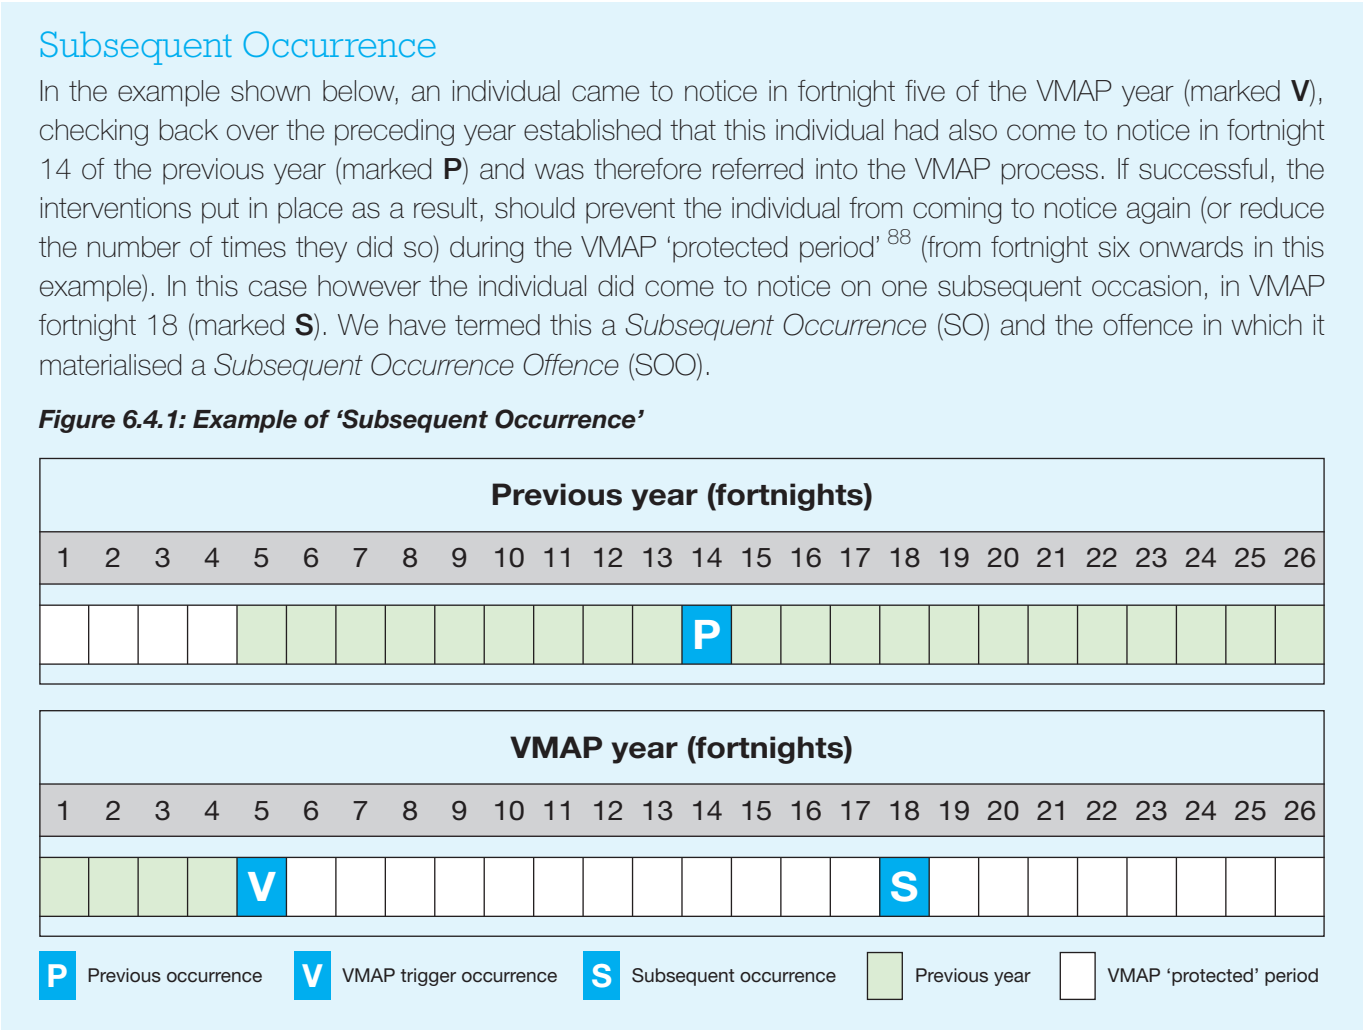 Subsequent Occurrence
In the example shown below, an individual came to notice in fortnight five of the VMAP year (marked V),
checking back over the preceding year established that this individual had also come to notice in fortnight
14 of the previous year (marked P) and was therefore referred into the VMAP process. If successful, the
interventions put in place as a result, should prevent the individual from coming to notice again (or reduce
the number of times they did so) during the VMAP ‘protected period’ 88 (from fortnight six onwards in this
example). In this case however the individual did come to notice on one subsequent occasion, in VMAP
fortnight 18 (marked S). We have termed this a Subsequent Occurrence (SO) and the offence in which it
materialised a Subsequent Occurrence Offence (SOO).
Figure 6.4.1: Example of ‘Subsequent Occurrence’
Previous year (fortnights)
1 2 3 4 5 6 7 8 9 10 11 12 13 14 15 16 17 18 19 20 21 22 23 24 25 26
P
VMAP year (fortnights)
1 2 3 4 5 6 7 8 9 10 11 12 13 14 15 16 17 18 19 20 21 22 23 24 25 26
V S
P Previous occurrence V VMAP trigger occurrence S Subsequent occurrence Previous year VMAP ‘protected’ period